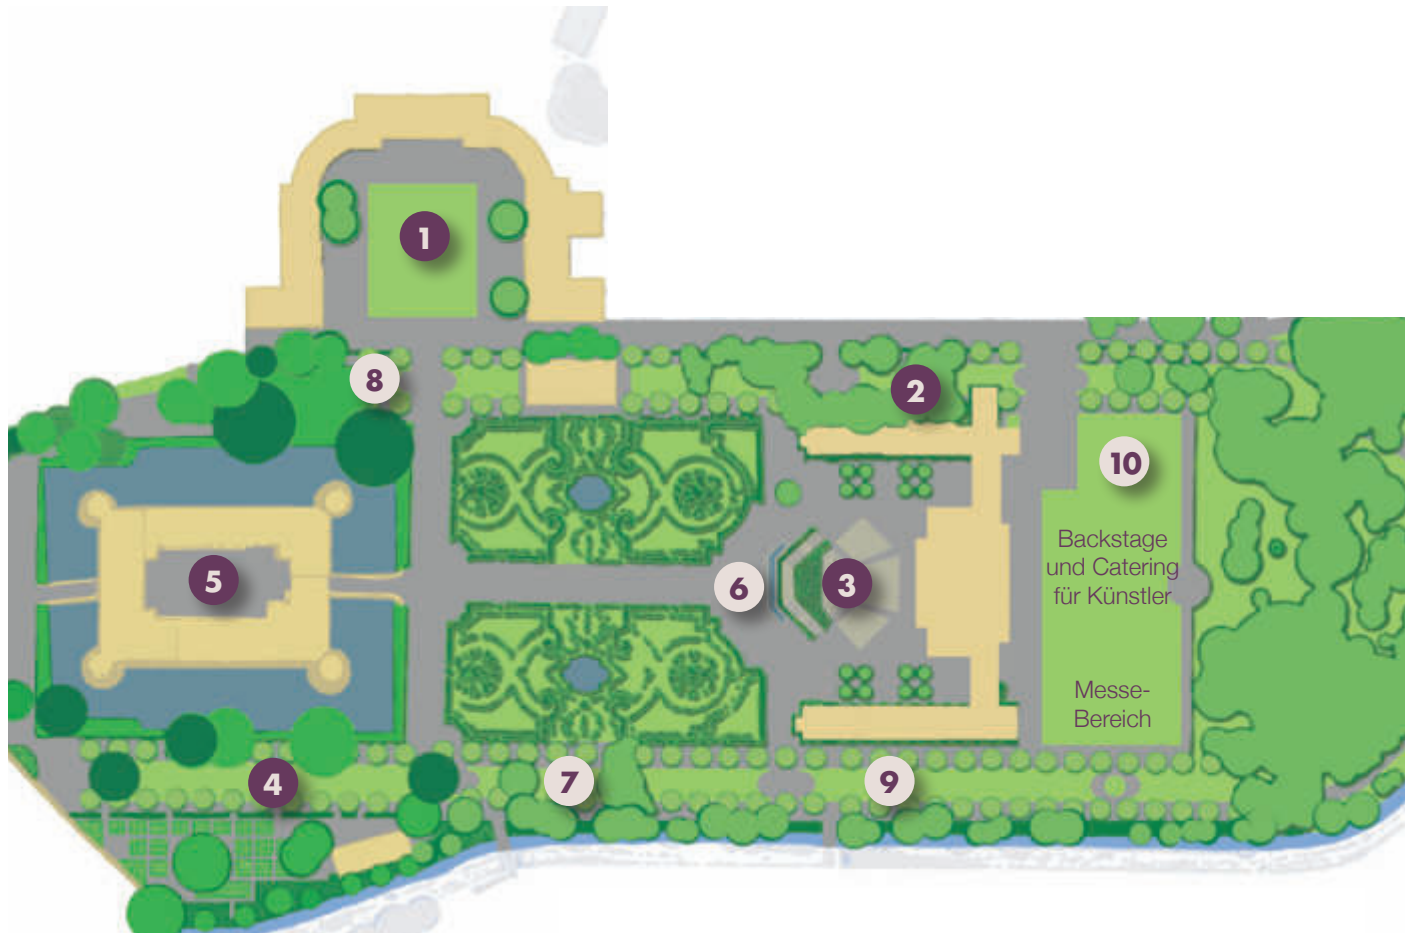 1
2
8
10
Backstage
und Catering
für Künstler
5
6
3
Messe-
Bereich
4
7
9